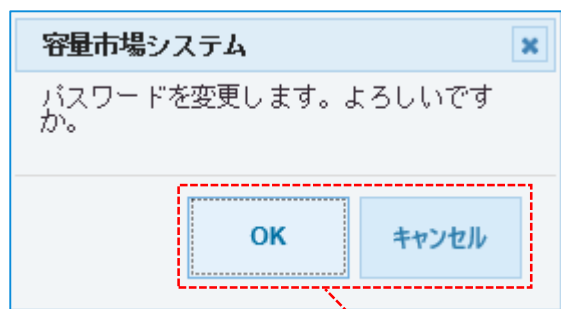 容量市場システム
パスワードを変更します。よろしいです
か。
OK
キャンセル